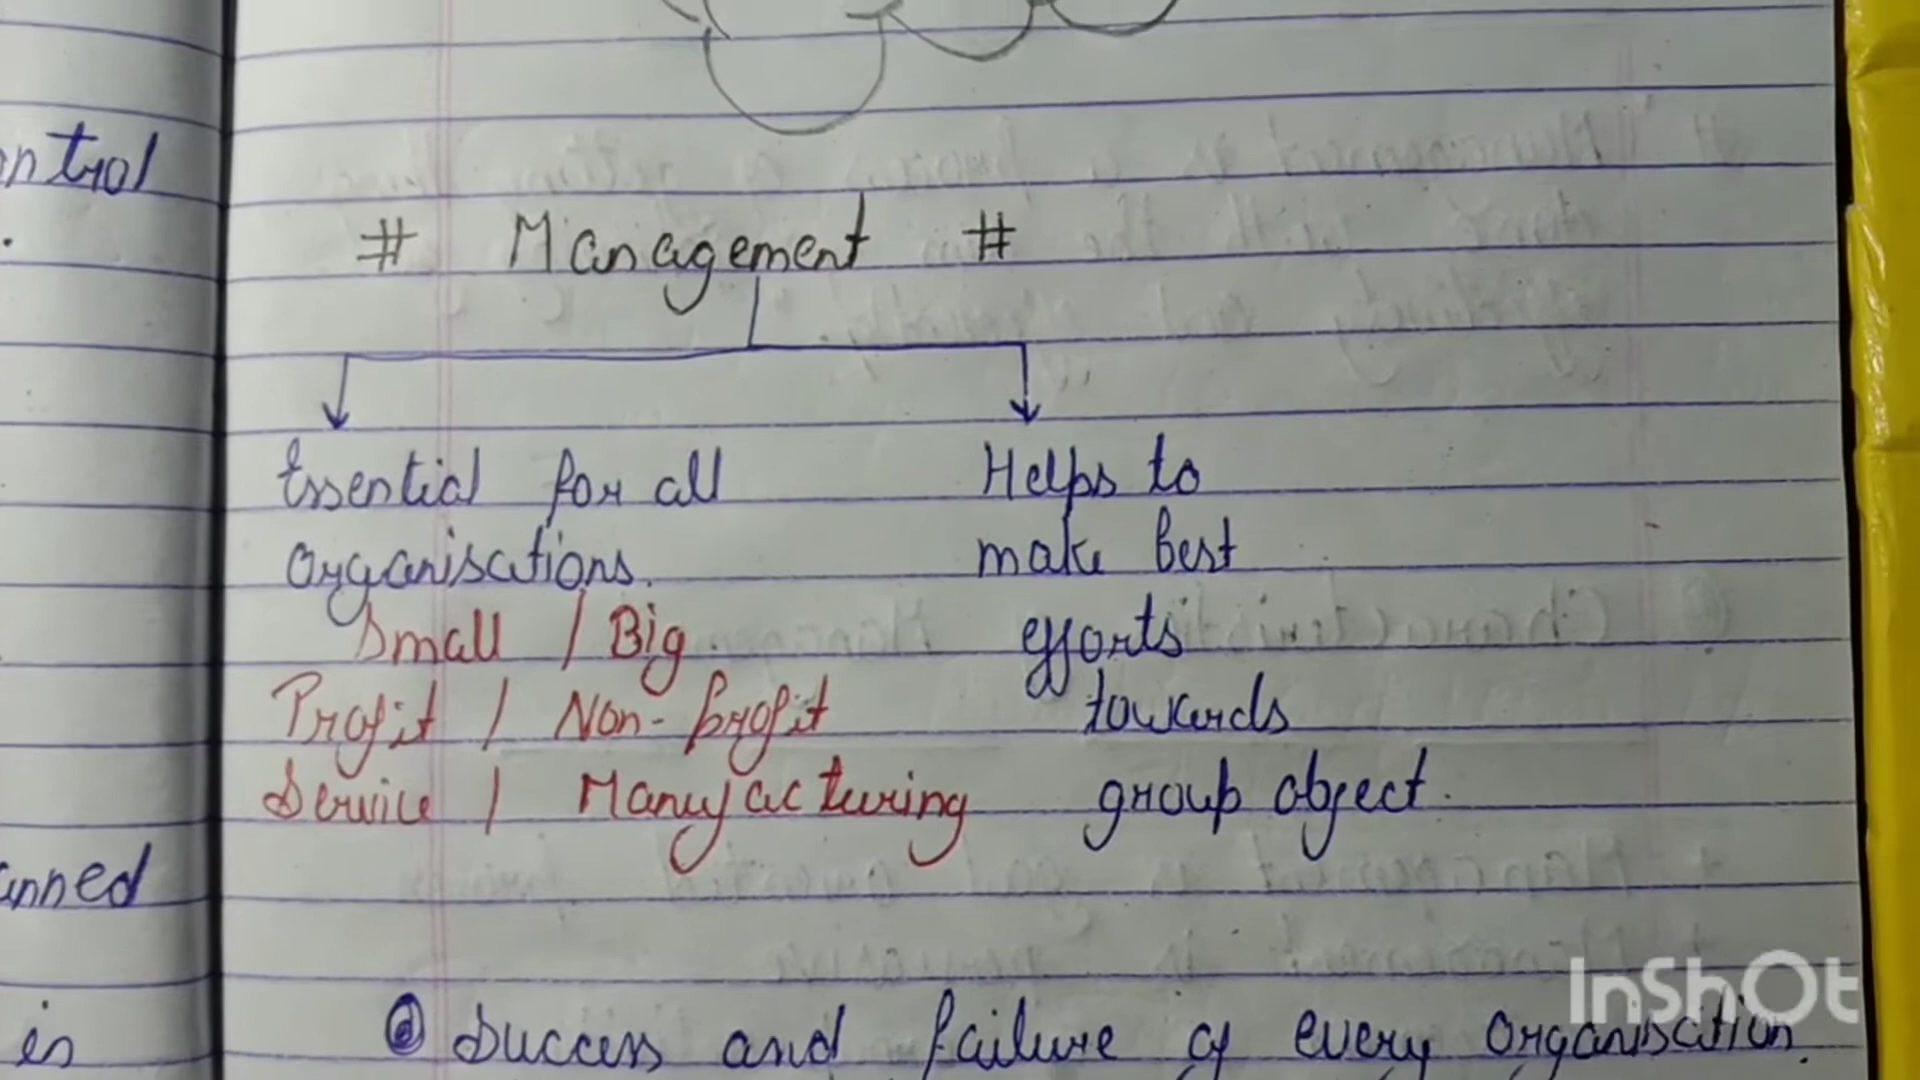 ntrol
# Management #
Essential for all
organisations.
Small / Big
Profit / Non-profit
Service / Manufacturing
Helps to
make best
efforts
towards
group object.
nned
is
Success and failure of every organisation.
InShOt